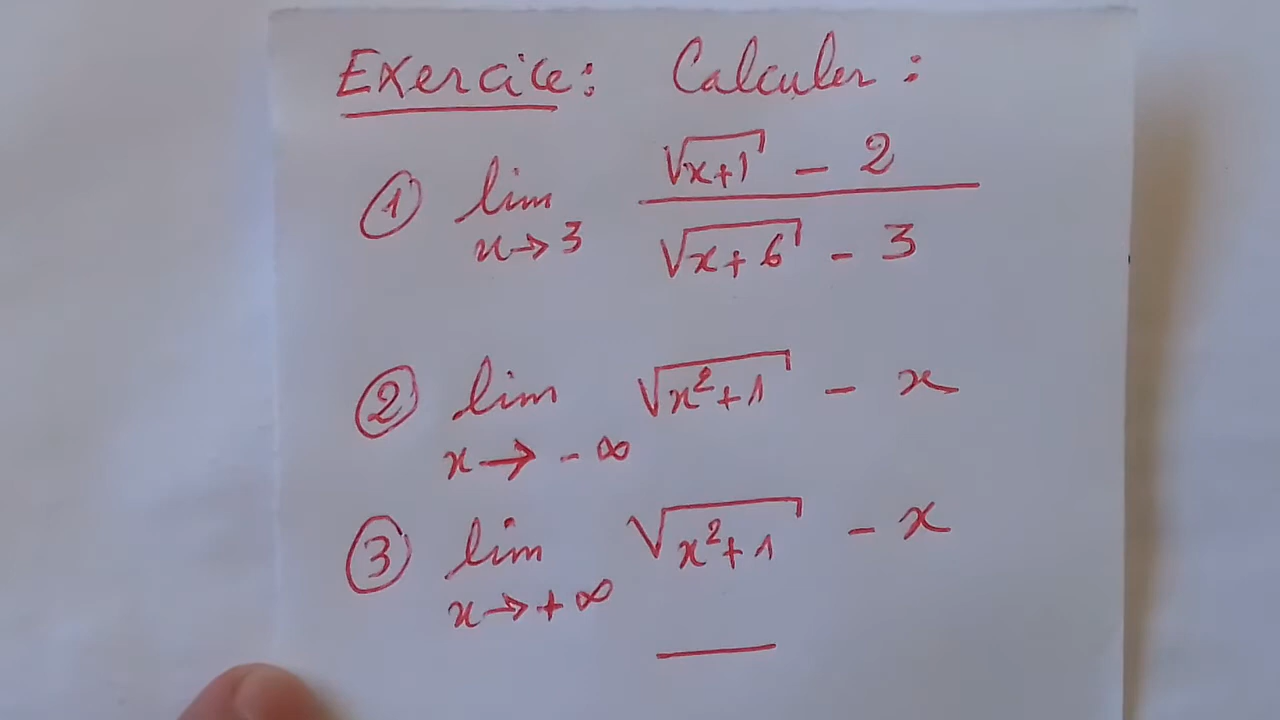 Exercice: Calculer:
① lim x→3 (√(x+1) - 2) / (√(x+6) - 3)
② lim x→-∞ √(x²+1) - x
③ lim x→+∞ √(x²+1) - x